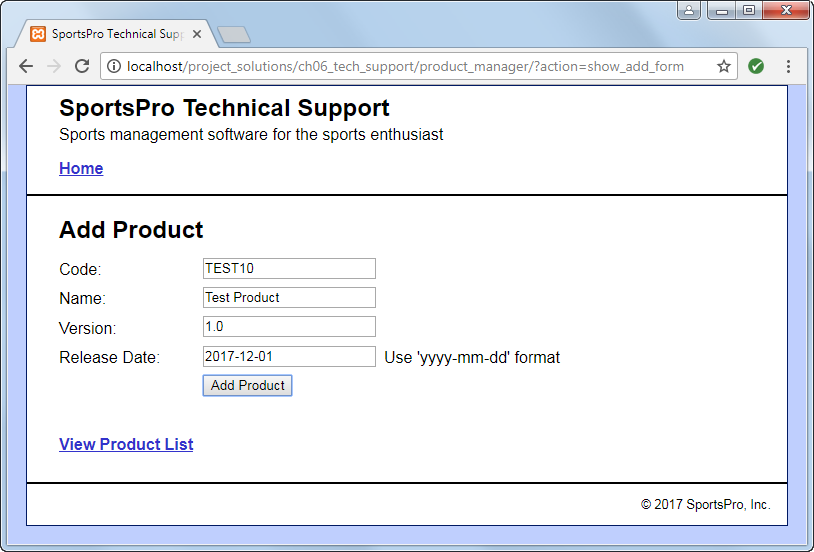 SportsPro Technical Supp
localhost/project_solutions/ch06_tech_support/product_manager/?action=show_add_form
SportsPro Technical Support
Sports management software for the sports enthusiast
Home
Add Product
Code: TEST10
Name: Test Product
Version: 1.0
Release Date: 2017-12-01 Use 'yyyy-mm-dd' format
Add Product
View Product List
© 2017 SportsPro, Inc.